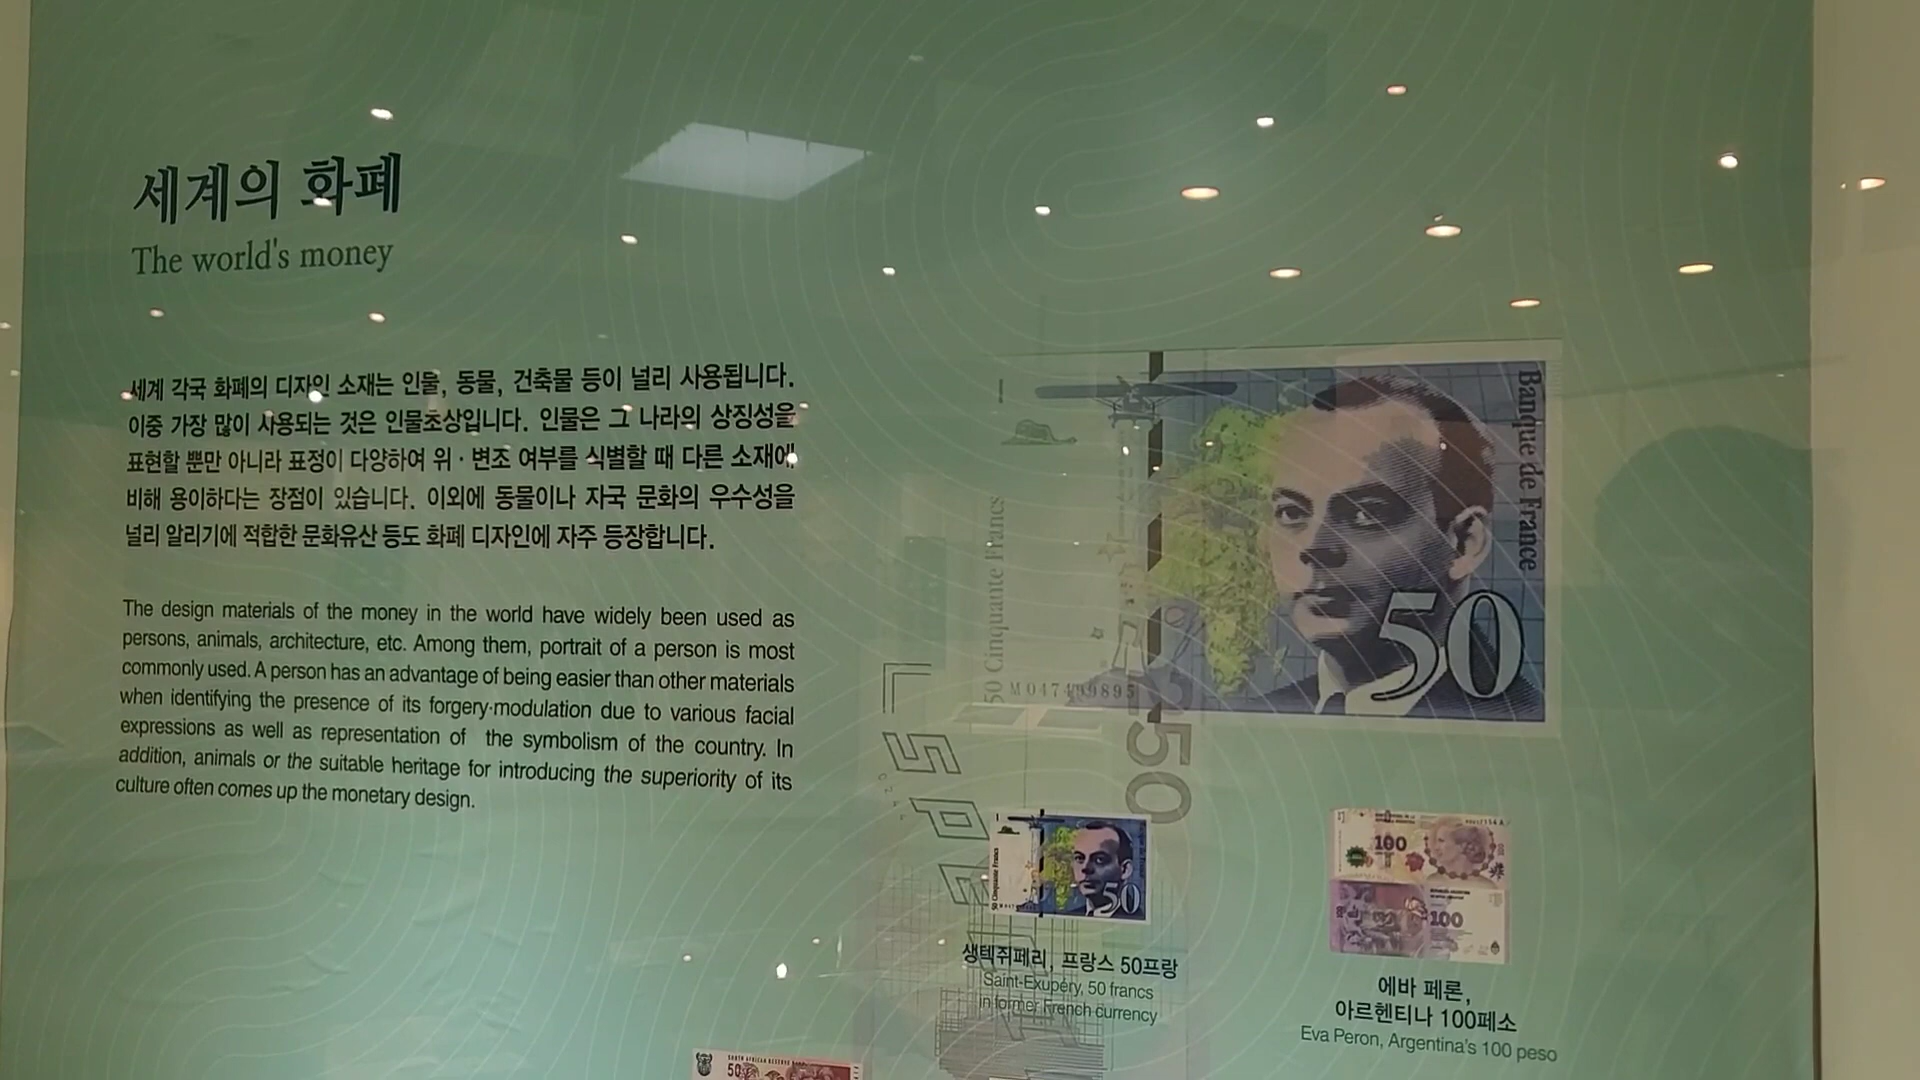 세계의 화폐
The world's money
세계 각국 화폐의 디자인 소재는 인물, 동물, 건축물 등이 널리 사용됩니다.
이중 가장 많이 사용되는 것은 인물초상입니다. 인물은 그 나라의 상징성을
표현할 뿐만 아니라 표정이 다양하여 위·변조 여부를 식별할 때 다른 소재에
비해 용이하다는 장점이 있습니다. 이외에 동물이나 자국 문화의 우수성을
널리 알리기에 적합한 문화유산 등도 화폐 디자인에 자주 등장합니다.
The design materials of the money in the world have widely been used as
persons, animals, architecture, etc. Among them, portrait of a person is most
commonly used. A person has an advantage of being easier than other materials
when identifying the presence of its forgery·modulation due to various facial
expressions as well as representation of the symbolism of the country. In
addition, animals or the suitable heritage for introducing the superiority of its
culture often comes up the monetary design.
Banque de France
50 Cinquante Francs
M047499895
50
250
50 Cinquante Francs
50
생텍쥐페리, 프랑스 50프랑
Saint-Exupéry, 50 francs
in former French currency
100
100
에바 페론,
아르헨티나 100페소
Eva Peron, Argentina's 100 peso
SOUTH AFRICAN RESERVE
50